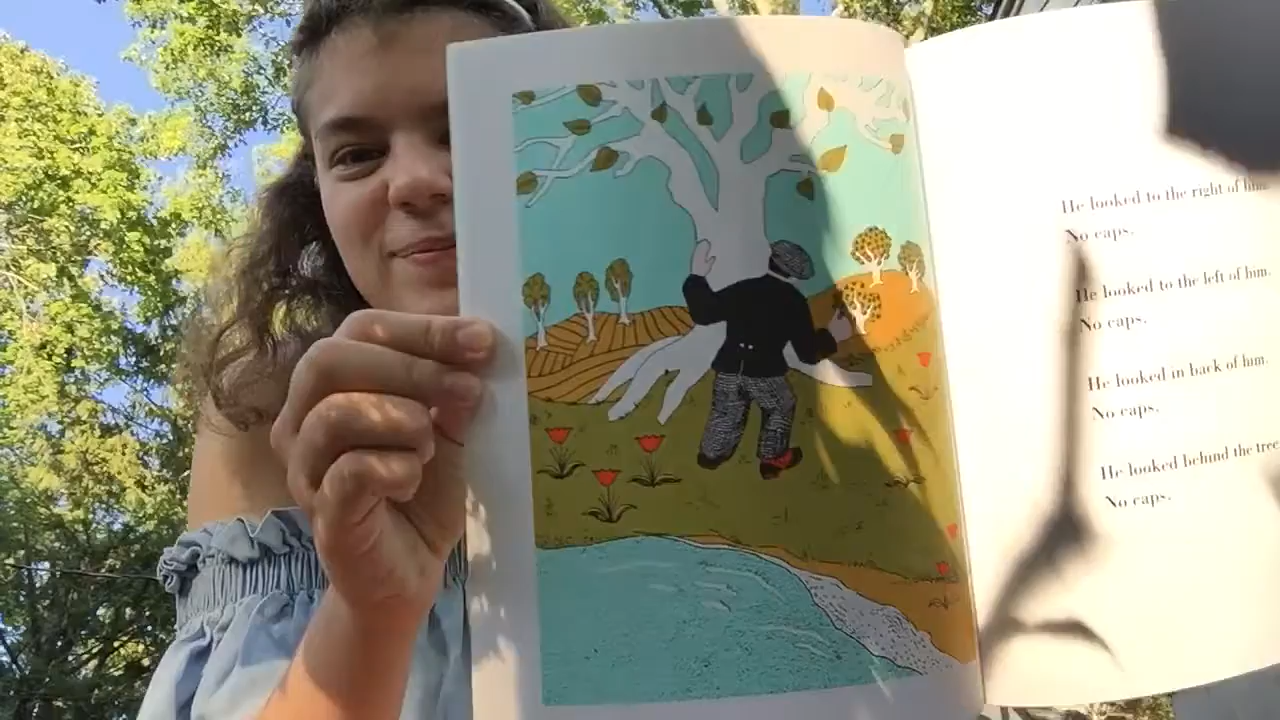 He looked to the right of him.
No caps.
He looked to the left of him.
No caps.
He looked in back of him.
No caps.
He looked behind the tree
No caps.